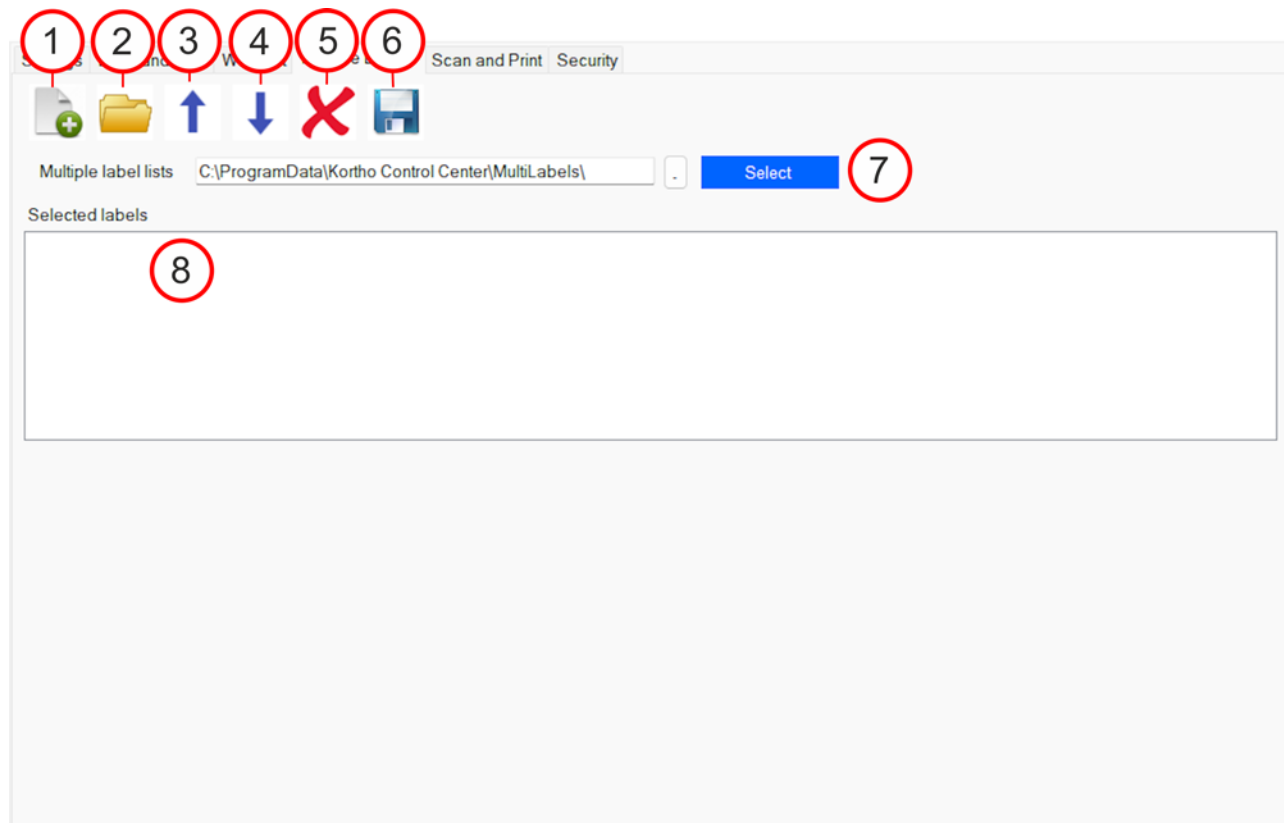 1 2 3 4 5 6
Scan and Print Security
Multiple label lists C:\ProgramData\Kortho Control Center\MultiLabels\ . Select 7
Selected labels
8